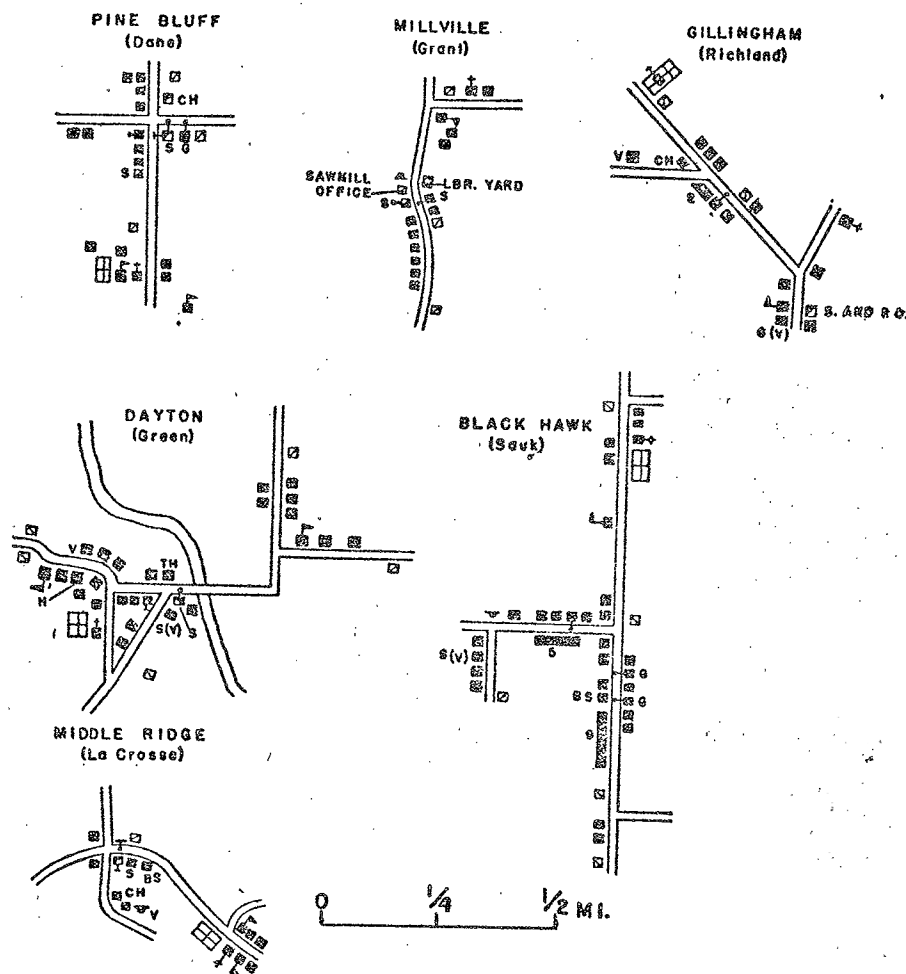 PINE BLUFF
(Dane)
CH
S G
S
MILLVILLE
(Grant)
SAWMILL
OFFICE
LBR. YARD
S
S
GILLINGHAM
(Richland)
V
CH
S
S. AND P.O.
G(V)
DAYTON
(Green)
V
TH
H
S(V)
S
BLACK HAWK
(Sauk)
S(V)
S
G
BS
G
G
MIDDLE RIDGE
(La Crosse)
S
BS
CH
V
0 1/4 1/2 MI.